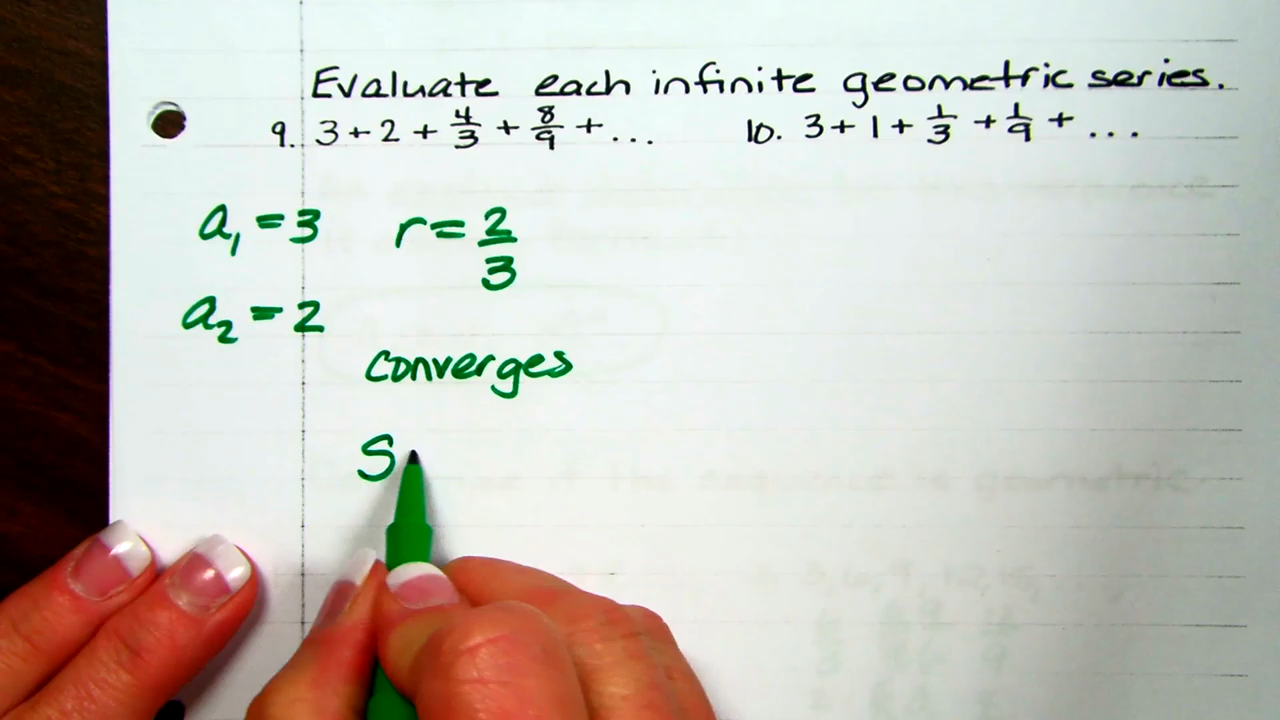 Evaluate each infinite geometric series.
9. 3 + 2 + 4/3 + 8/9 + ... 10. 3 + 1 + 1/3 + 1/9 + ...
a₁ = 3 r = 2/3
a₂ = 2
converges
S